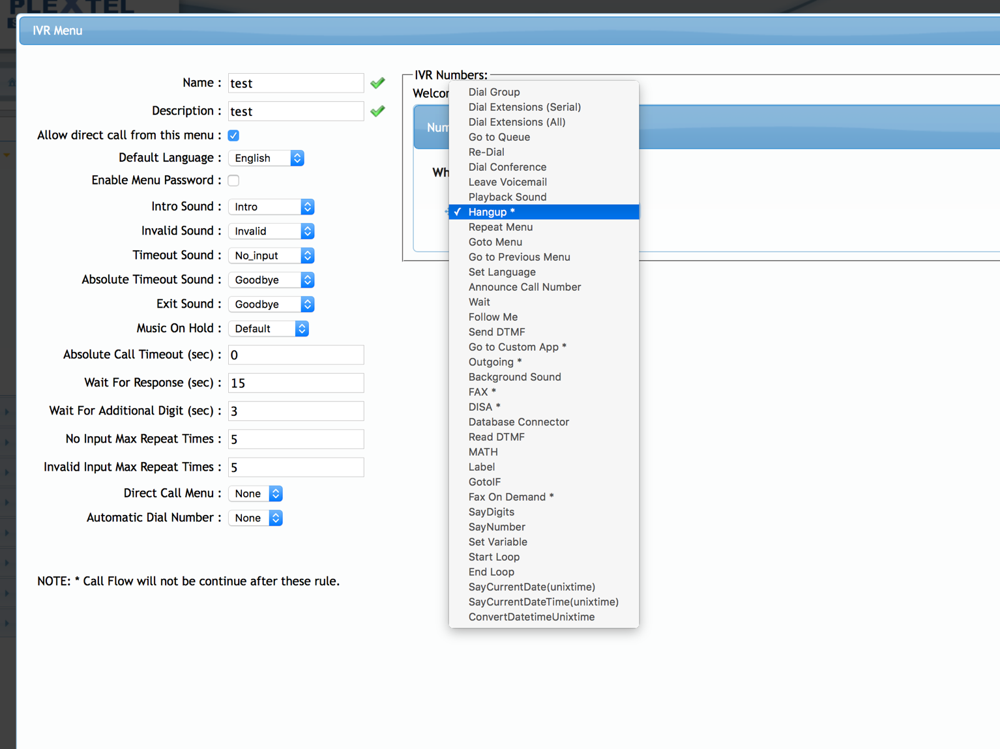 PLEXTEL
IVR Menu
Name :
test
Description :
test
Allow direct call from this menu :
Default Language :
English
Enable Menu Password :
Intro Sound :
Intro
Invalid Sound :
Invalid
Timeout Sound :
No_input
Absolute Timeout Sound :
Goodbye
Exit Sound :
Goodbye
Music On Hold :
Default
Absolute Call Timeout (sec) :
0
Wait For Response (sec) :
15
Wait For Additional Digit (sec) :
3
No Input Max Repeat Times :
5
Invalid Input Max Repeat Times :
5
Direct Call Menu :
None
Automatic Dial Number :
None
NOTE: * Call Flow will not be continue after these rule.
IVR Numbers:
Welcon
Num
Wh
Dial Group
Dial Extensions (Serial)
Dial Extensions (All)
Go to Queue
Re-Dial
Dial Conference
Leave Voicemail
Playback Sound
✓ Hangup *
Repeat Menu
Goto Menu
Go to Previous Menu
Set Language
Announce Call Number
Wait
Follow Me
Send DTMF
Go to Custom App *
Outgoing *
Background Sound
FAX *
DISA *
Database Connector
Read DTMF
MATH
Label
GotoIF
Fax On Demand *
SayDigits
SayNumber
Set Variable
Start Loop
End Loop
SayCurrentDate(unixtime)
SayCurrentDateTime(unixtime)
ConvertDatetimeUnixtime